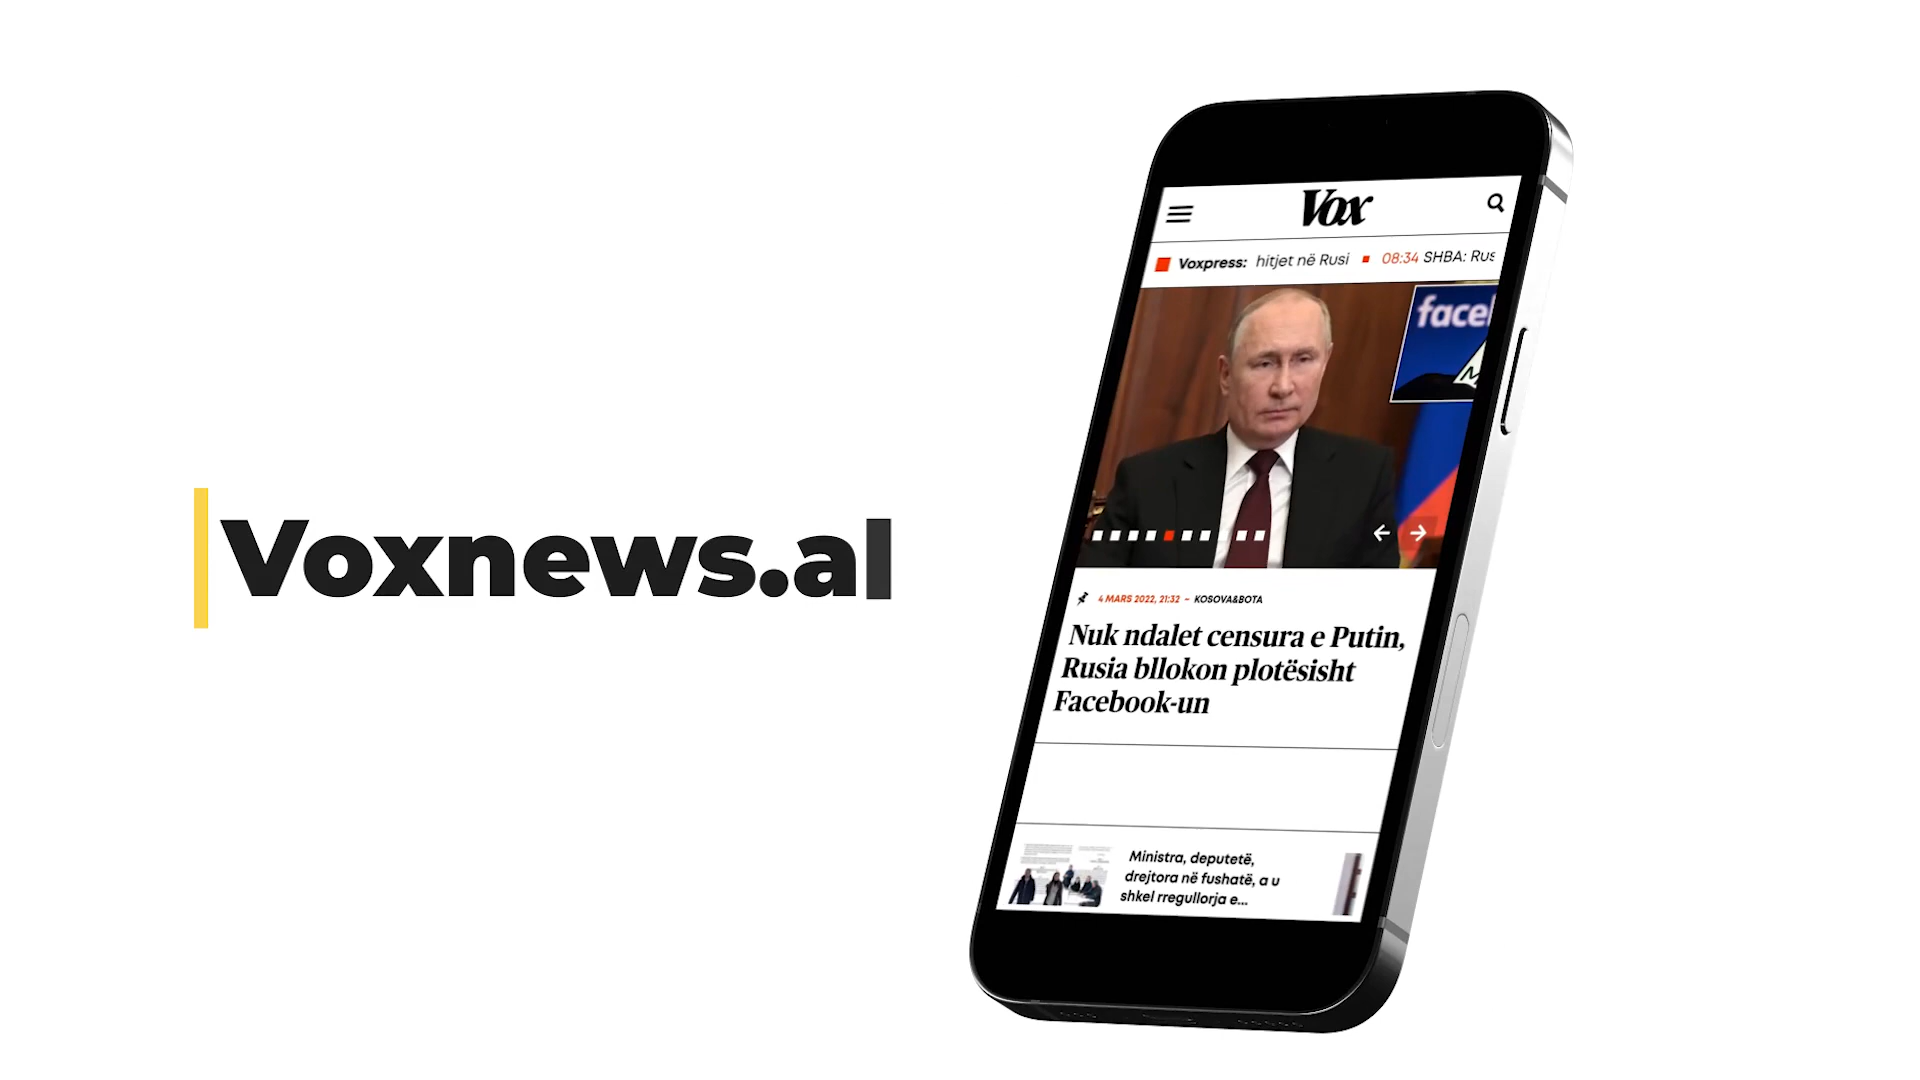 Voxnews.al
Vox
Voxpress: hitjet në Rusi 08:34 SHBA: Rus
face
4 MARS 2022, 21:32 – KOSOVA&BOTA
Nuk ndalet censura e Putin,
Rusia bllokon plotësisht
Facebook-un
Ministra, deputetë,
drejtora në fushatë, a u
shkel rregullorja e...